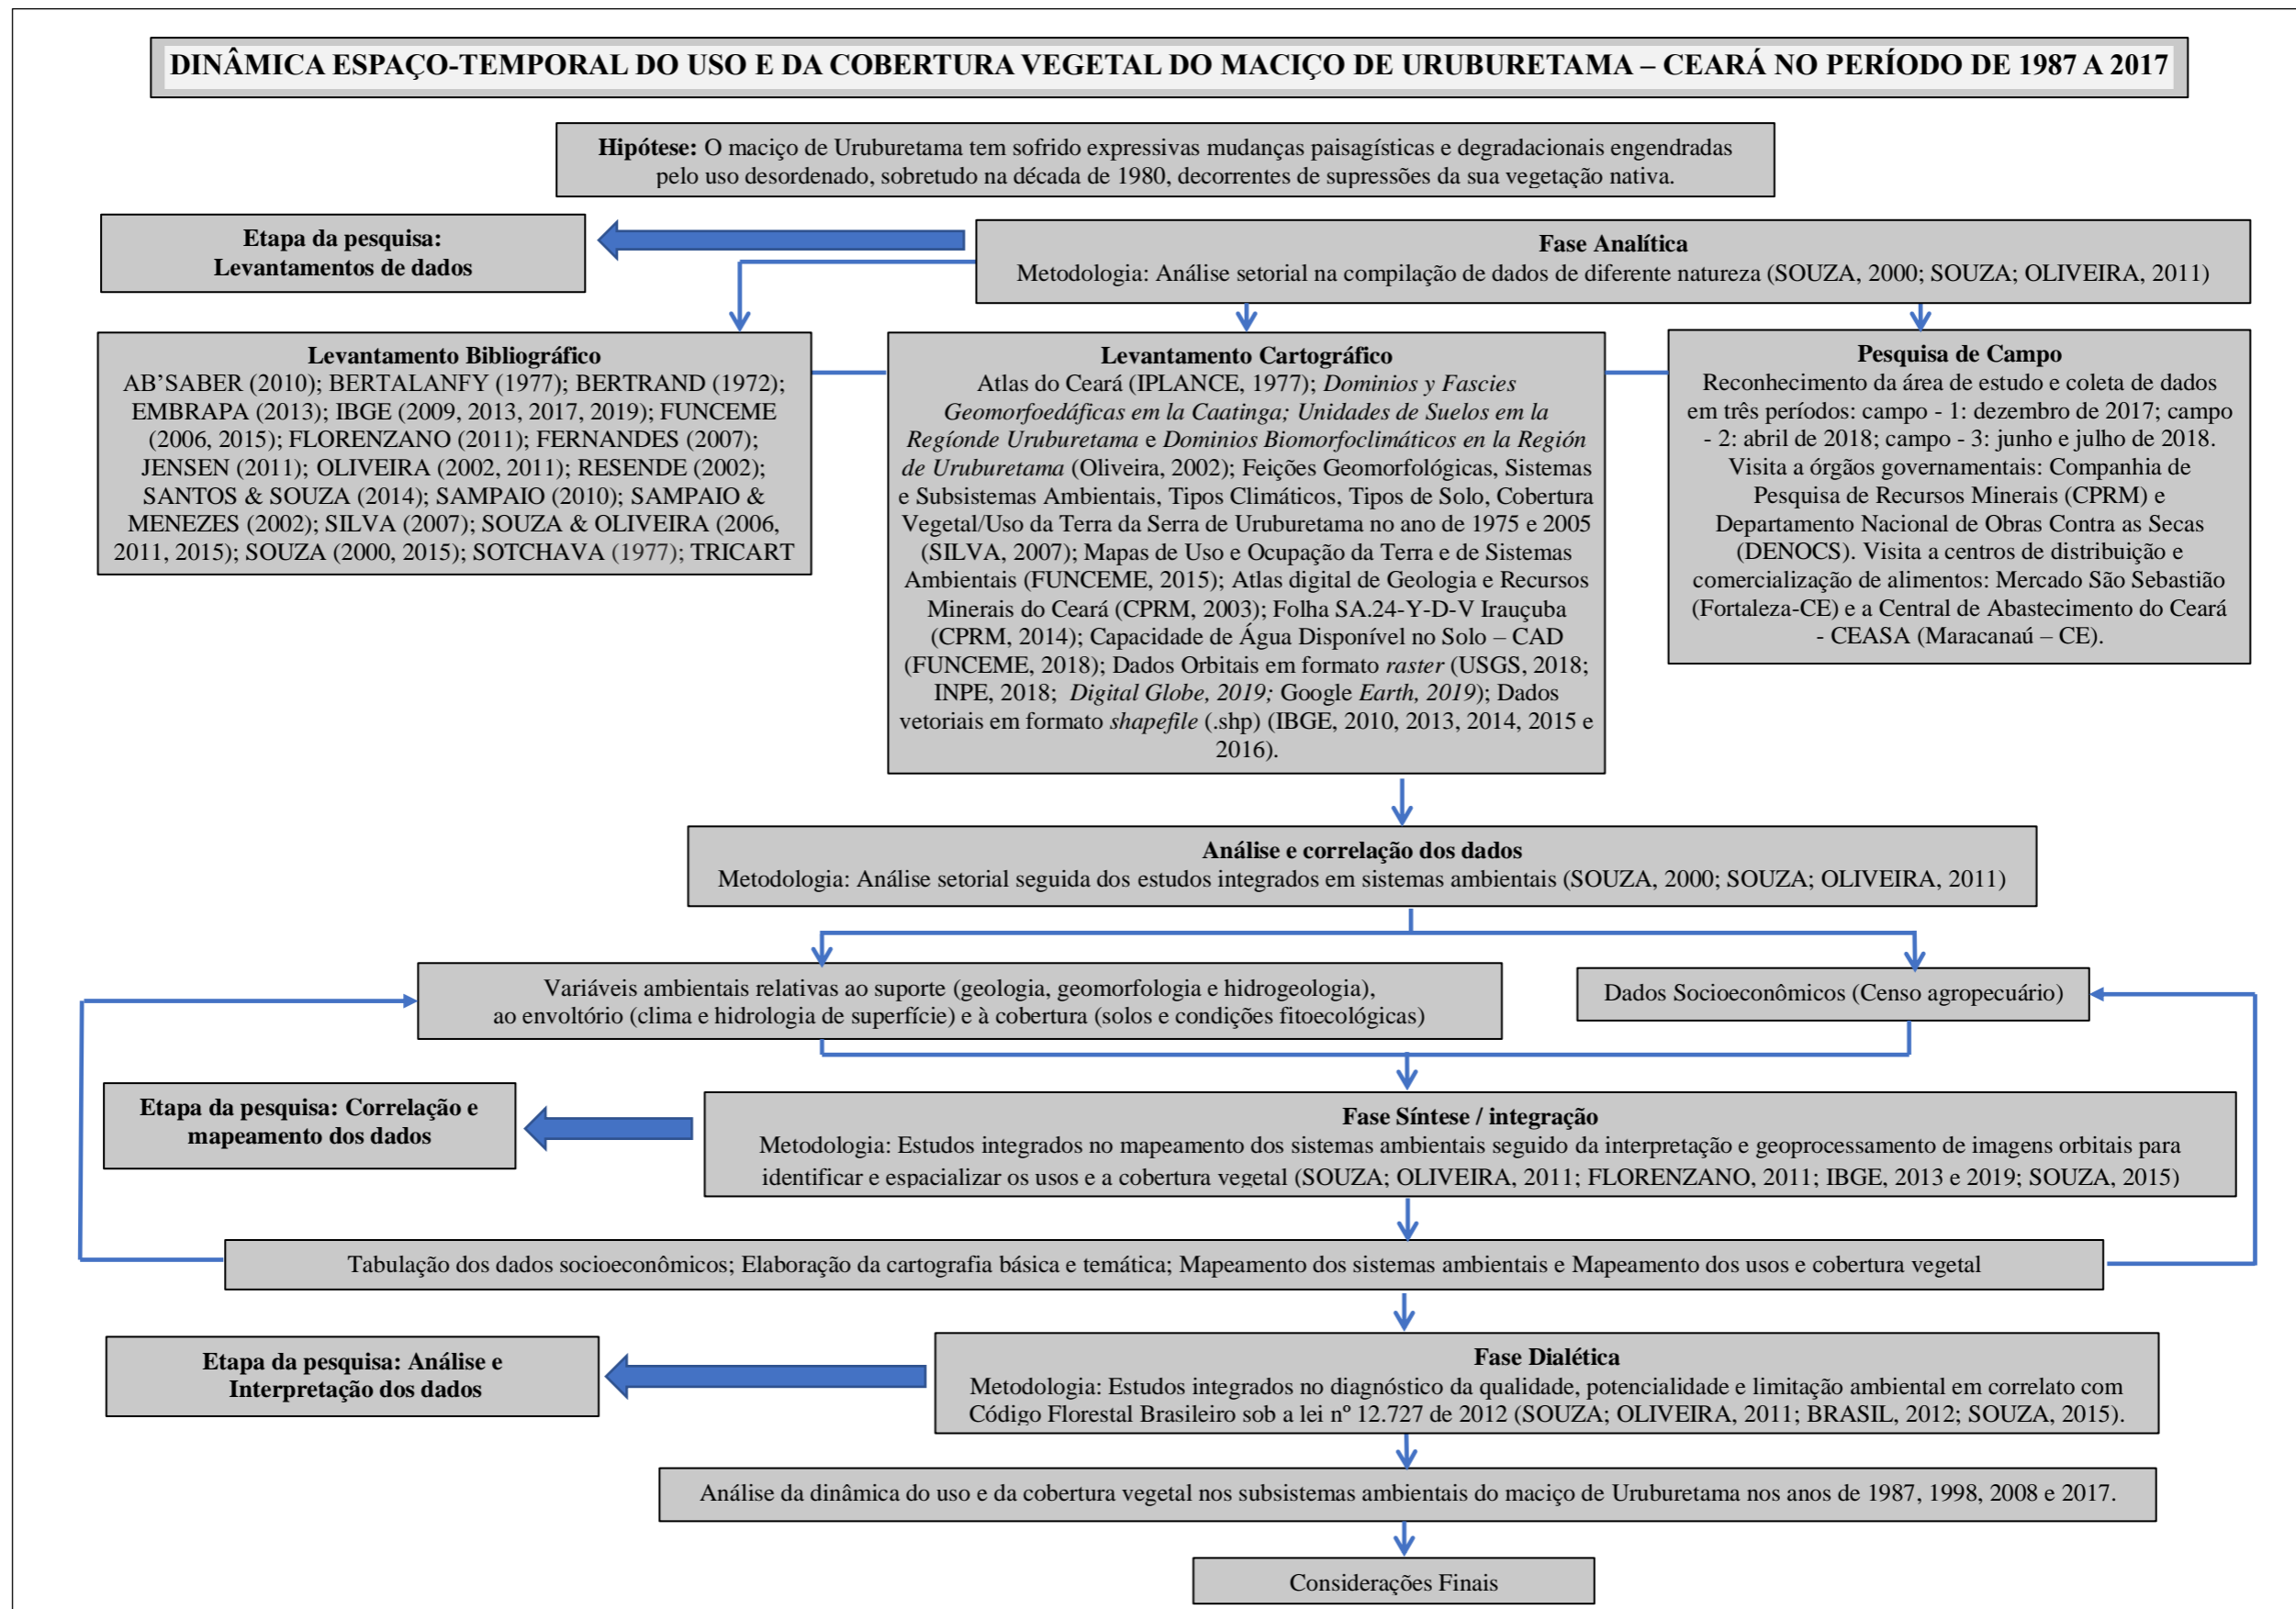 DINÂMICA ESPAÇO-TEMPORAL DO USO E DA COBERTURA VEGETAL DO MACIÇO DE URUBURETAMA – CEARÁ NO PERÍODO DE 1987 A 2017
Hipótese: O maciço de Uruburetama tem sofrido expressivas mudanças paisagísticas e degradacionais engendradas
pelo uso desordenado, sobretudo na década de 1980, decorrentes de supressões da sua vegetação nativa.
Etapa da pesquisa:
Levantamentos de dados
Fase Analítica
Metodologia: Análise setorial na compilação de dados de diferente natureza (SOUZA, 2000; SOUZA; OLIVEIRA, 2011)
Levantamento Bibliográfico
AB’SABER (2010); BERTALANFY (1977); BERTRAND (1972);
EMBRAPA (2013); IBGE (2009, 2013, 2017, 2019); FUNCEME
(2006, 2015); FLORENZANO (2011); FERNANDES (2007);
JENSEN (2011); OLIVEIRA (2002, 2011); RESENDE (2002);
SANTOS & SOUZA (2014); SAMPAIO (2010); SAMPAIO &
MENEZES (2002); SILVA (2007); SOUZA & OLIVEIRA (2006,
2011, 2015); SOUZA (2000, 2015); SOTCHAVA (1977); TRICART
Levantamento Cartográfico
Atlas do Ceará (IPLANCE, 1977); Dominios y Fascies
Geomorfoedáficas em la Caatinga; Unidades de Suelos em la
Regíonde Uruburetama e Dominios Biomorfoclimáticos en la Región
de Uruburetama (Oliveira, 2002); Feições Geomorfológicas, Sistemas
e Subsistemas Ambientais, Tipos Climáticos, Tipos de Solo, Cobertura
Vegetal/Uso da Terra da Serra de Uruburetama no ano de 1975 e 2005
(SILVA, 2007); Mapas de Uso e Ocupação da Terra e de Sistemas
Ambientais (FUNCEME, 2015); Atlas digital de Geologia e Recursos
Minerais do Ceará (CPRM, 2003); Folha SA.24-Y-D-V Irauçuba
(CPRM, 2014); Capacidade de Água Disponível no Solo – CAD
(FUNCEME, 2018); Dados Orbitais em formato raster (USGS, 2018;
INPE, 2018; Digital Globe, 2019; Google Earth, 2019); Dados
vetoriais em formato shapefile (.shp) (IBGE, 2010, 2013, 2014, 2015 e
2016).
Pesquisa de Campo
Reconhecimento da área de estudo e coleta de dados
em três períodos: campo - 1: dezembro de 2017; campo
- 2: abril de 2018; campo - 3: junho e julho de 2018.
Visita a órgãos governamentais: Companhia de
Pesquisa de Recursos Minerais (CPRM) e
Departamento Nacional de Obras Contra as Secas
(DENOCS). Visita a centros de distribuição e
comercialização de alimentos: Mercado São Sebastião
(Fortaleza-CE) e a Central de Abastecimento do Ceará
- CEASA (Maracanaú – CE).
Análise e correlação dos dados
Metodologia: Análise setorial seguida dos estudos integrados em sistemas ambientais (SOUZA, 2000; SOUZA; OLIVEIRA, 2011)
Variáveis ambientais relativas ao suporte (geologia, geomorfologia e hidrogeologia),
ao envoltório (clima e hidrologia de superfície) e à cobertura (solos e condições fitoecológicas)
Dados Socioeconômicos (Censo agropecuário)
Etapa da pesquisa: Correlação e
mapeamento dos dados
Fase Síntese / integração
Metodologia: Estudos integrados no mapeamento dos sistemas ambientais seguido da interpretação e geoprocessamento de imagens orbitais para
identificar e espacializar os usos e a cobertura vegetal (SOUZA; OLIVEIRA, 2011; FLORENZANO, 2011; IBGE, 2013 e 2019; SOUZA, 2015)
Tabulação dos dados socioeconômicos; Elaboração da cartografia básica e temática; Mapeamento dos sistemas ambientais e Mapeamento dos usos e cobertura vegetal
Etapa da pesquisa: Análise e
Interpretação dos dados
Fase Dialética
Metodologia: Estudos integrados no diagnóstico da qualidade, potencialidade e limitação ambiental em correlato com
Código Florestal Brasileiro sob a lei nº 12.727 de 2012 (SOUZA; OLIVEIRA, 2011; BRASIL, 2012; SOUZA, 2015).
Análise da dinâmica do uso e da cobertura vegetal nos subsistemas ambientais do maciço de Uruburetama nos anos de 1987, 1998, 2008 e 2017.
Considerações Finais